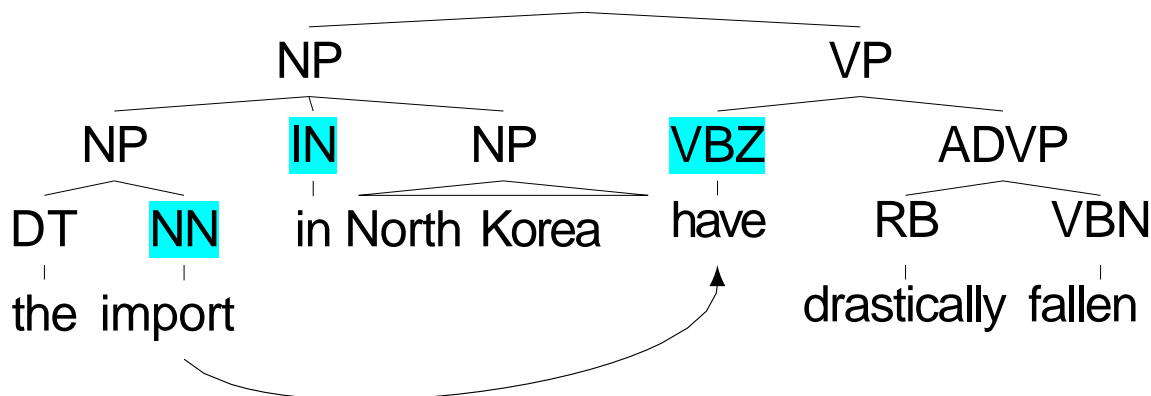 NP VP
NP IN NP VBZ ADVP
DT NN in North Korea have RB VBN
the import drastically fallen